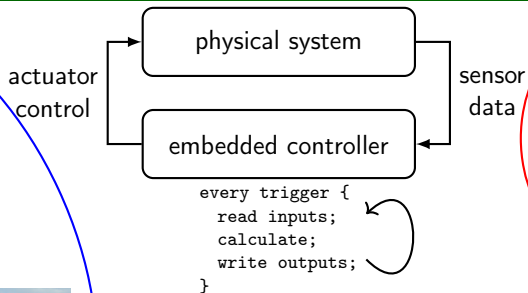 physical system
actuator
control
sensor
data
embedded controller
every trigger {
read inputs;
calculate;
write outputs;
}